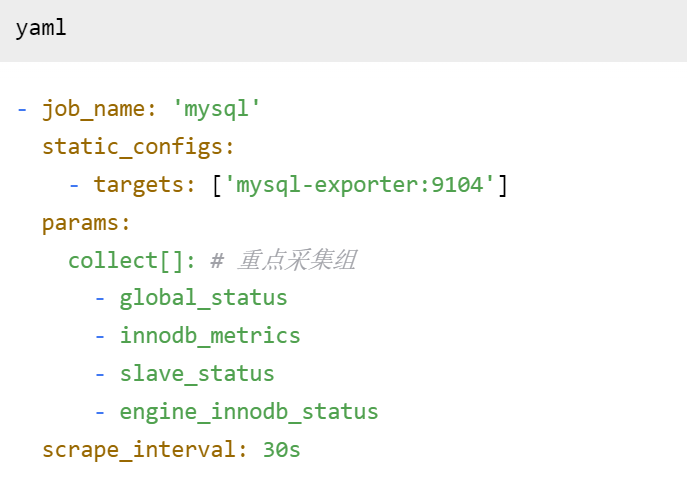 yaml
- job_name: 'mysql'
static_configs:
- targets: ['mysql-exporter:9104']
params:
collect[]: # 重点采集组
- global_status
- innodb_metrics
- slave_status
- engine_innodb_status
scrape_interval: 30s